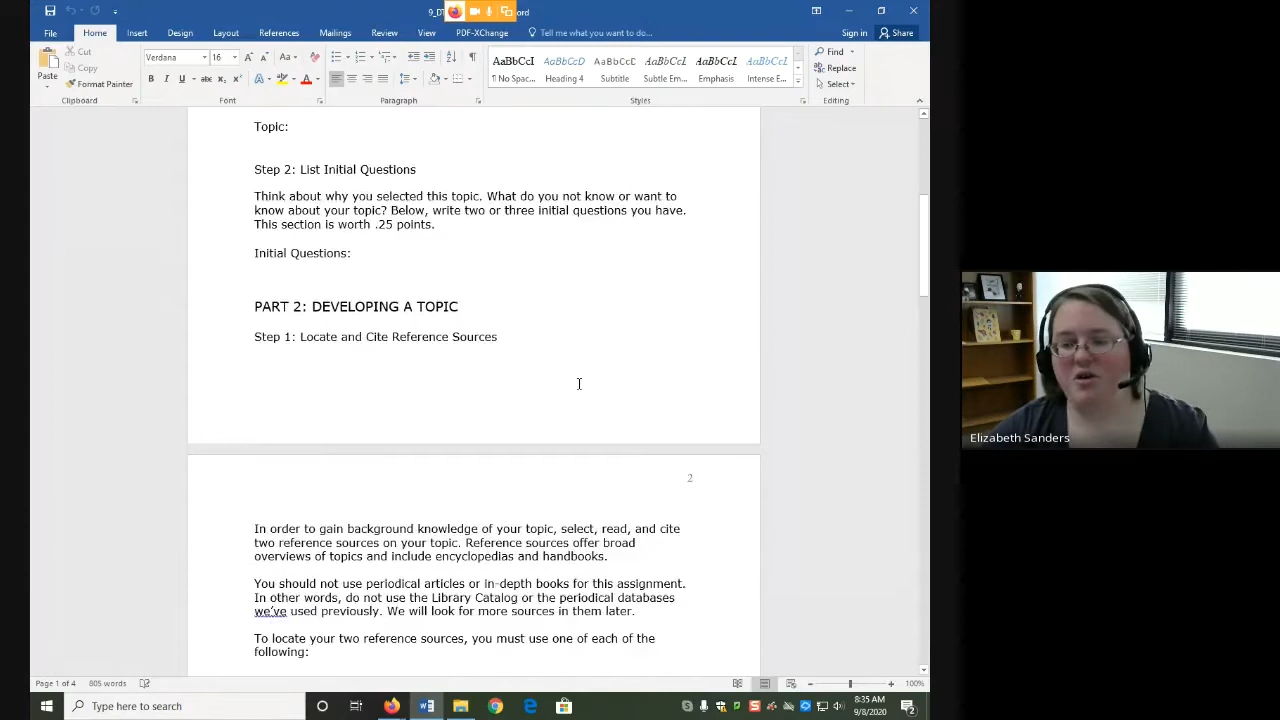 9_D
ord
File
Home
Insert
Design
Layout
References
Mailings
Review
View
PDF-XChange
Tell me what you want to do...
Sign in
Share
Paste
Cut
Copy
Format Painter
Verdana
16
Aa
B I U abc x₂ x²
AaBbCcI
AaBbCcD
AaBbCcD
AaBbCcI
AaBbCcI
AaBbCcI
¶ No Spac...
Heading 4
Subtitle
Subtle Em...
Emphasis
Intense E...
Find
Replace
Select
Clipboard
Font
Paragraph
Styles
Editing
Topic:
Step 2: List Initial Questions
Think about why you selected this topic. What do you not know or want to
know about your topic? Below, write two or three initial questions you have.
This section is worth .25 points.
Initial Questions:
PART 2: DEVELOPING A TOPIC
Step 1: Locate and Cite Reference Sources
2
In order to gain background knowledge of your topic, select, read, and cite
two reference sources on your topic. Reference sources offer broad
overviews of topics and include encyclopedias and handbooks.
You should not use periodical articles or in-depth books for this assignment.
In other words, do not use the Library Catalog or the periodical databases
we've used previously. We will look for more sources in them later.
To locate your two reference sources, you must use one of each of the
following:
Elizabeth Sanders
Page 1 of 4
805 words
100%
Type here to search
8:35 AM
9/8/2020
2